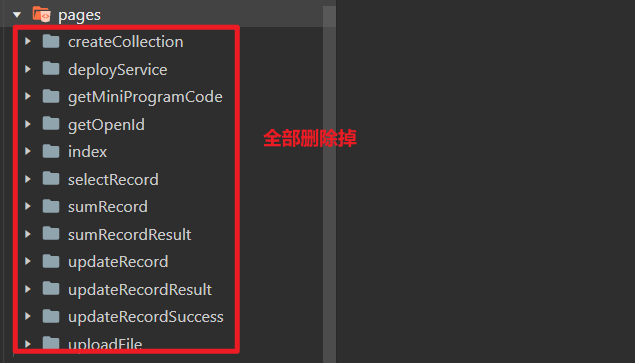 pages
createCollection
deployService
getMiniProgramCode
getOpenId
全部删除掉
index
selectRecord
sumRecord
sumRecordResult
updateRecord
updateRecordResult
updateRecordSuccess
uploadFile